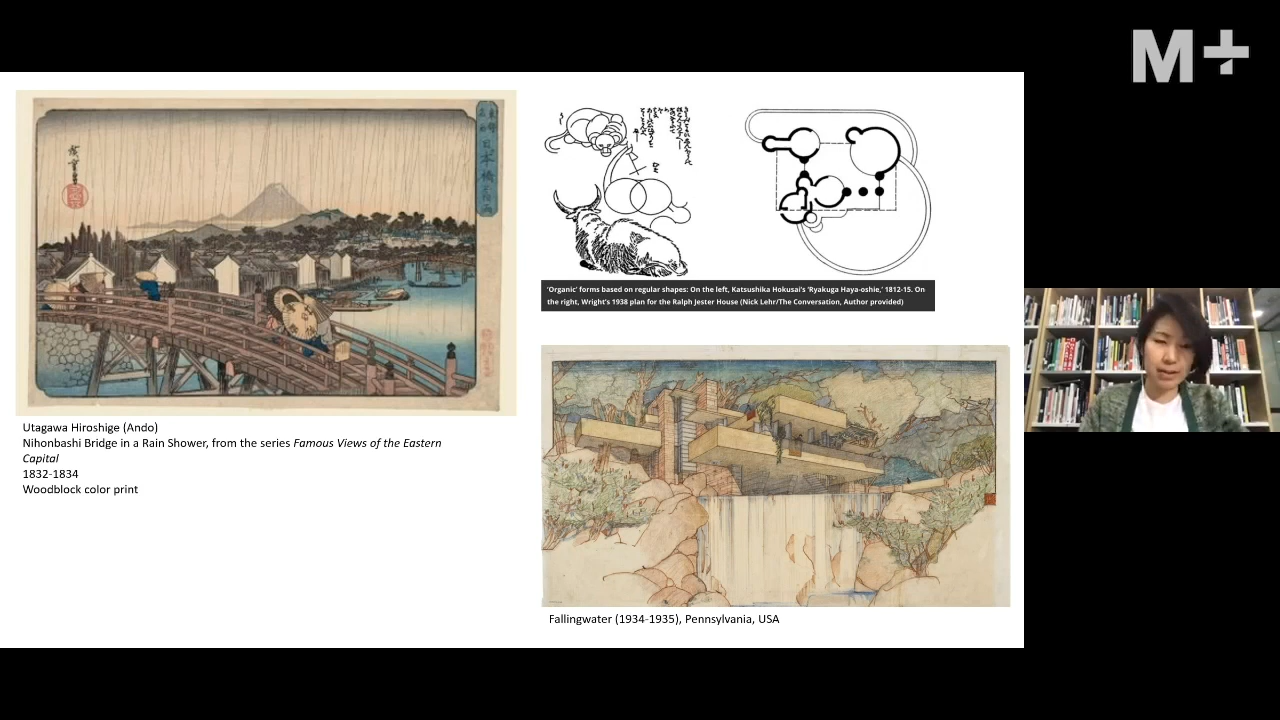 M+
日本橋
Utagawa Hiroshige (Ando)
Nihonbashi Bridge in a Rain Shower, from the series Famous Views of the Eastern
Capital
1832-1834
Woodblock color print
'Organic' forms based on regular shapes: On the left, Katsushika Hokusai's 'Ryakuga Haya-oshie,' 1812-15. On
the right, Wright's 1938 plan for the Ralph Jester House (Nick Lehr/The Conversation, Author provided)
Fallingwater (1934-1935), Pennsylvania, USA